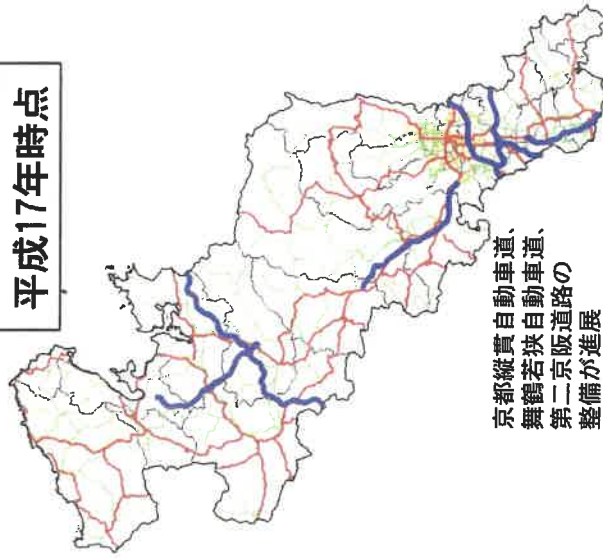 平成17年時点
京都縦貫自動車道、
舞鶴若狭自動車道、
第二京阪道路の
整備が進展